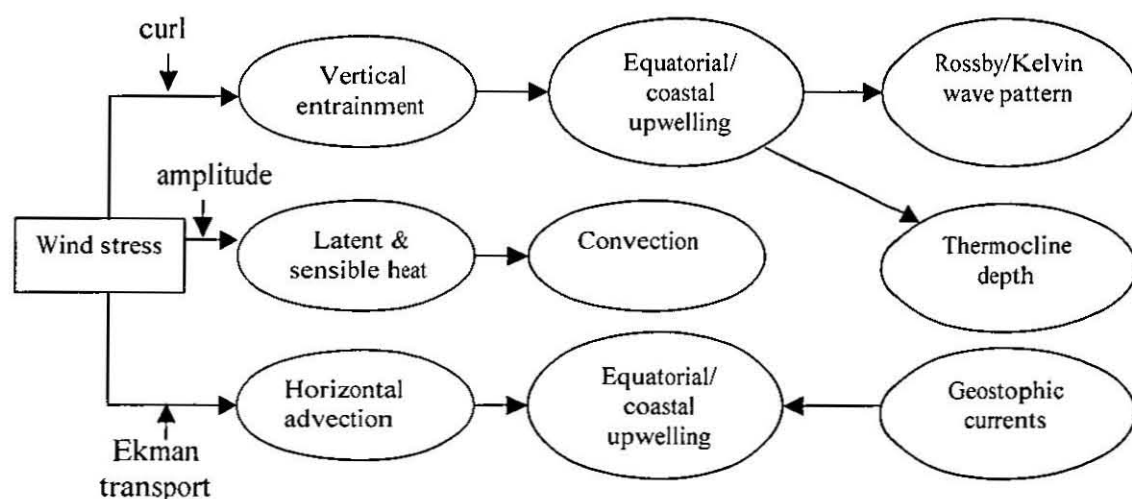 curl
Vertical
entrainment
Equatorial/
coastal
upwelling
Rossby/Kelvin
wave pattern
amplitude
Wind stress
Latent &
sensible heat
Convection
Thermocline
depth
Horizontal
advection
Equatorial/
coastal
upwelling
Geostophic
currents
Ekman
transport